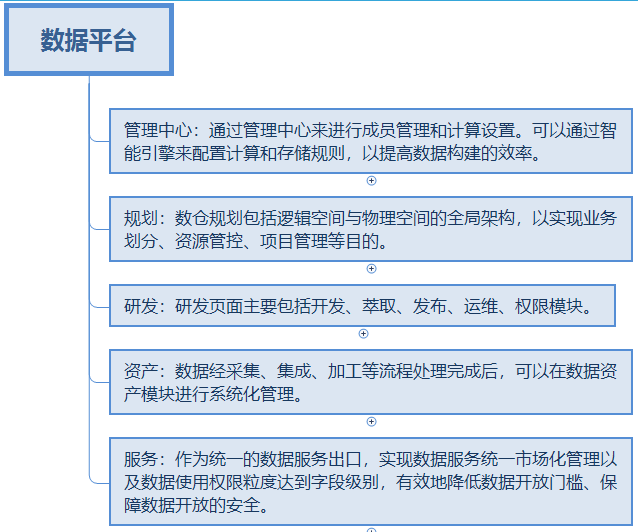 数据平台
管理中心：通过管理中心来进行成员管理和计算设置。可以通过智
能引擎来配置计算和存储规则，以提高数据构建的效率。
规划：数仓规划包括逻辑空间与物理空间的全局架构，以实现业务
划分、资源管控、项目管理等目的。
研发：研发页面主要包括开发、萃取、发布、运维、权限模块。
资产：数据经采集、集成、加工等流程处理完成后，可以在数据资
产模块进行系统化管理。
服务：作为统一的数据服务出口，实现数据服务统一市场化管理以
及数据使用权限粒度达到字段级别，有效地降低数据开放门槛、保
障数据开放的安全。